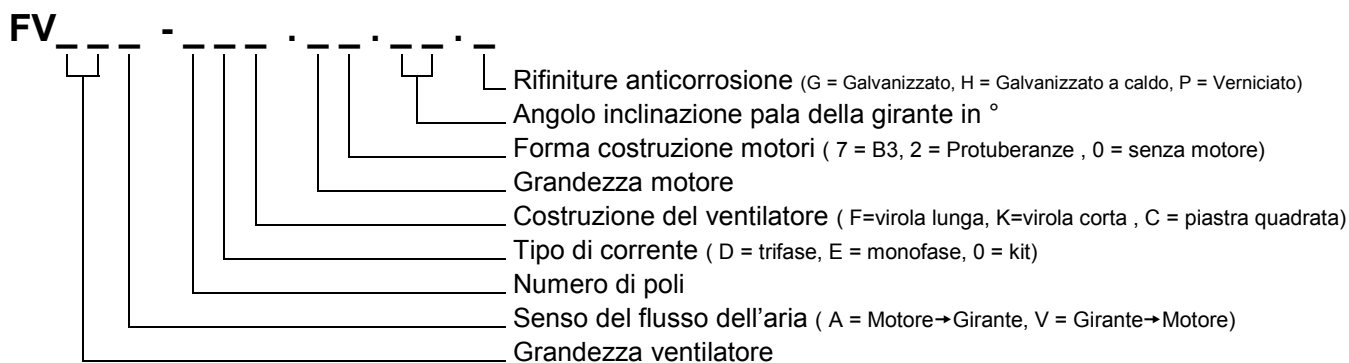 FV_ _ _ - _ _ _ . _ _ . _ _ . _
Rifiniture anticorrosione (G = Galvanizzato, H = Galvanizzato a caldo, P = Verniciato)
Angolo inclinazione pala della girante in °
Forma costruzione motori ( 7 = B3, 2 = Protuberanze , 0 = senza motore)
Grandezza motore
Costruzione del ventilatore ( F=virola lunga, K=virola corta , C = piastra quadrata)
Tipo di corrente ( D = trifase, E = monofase, 0 = kit)
Numero di poli
Senso del flusso dell’aria ( A = Motore→Girante, V = Girante→Motore)
Grandezza ventilatore